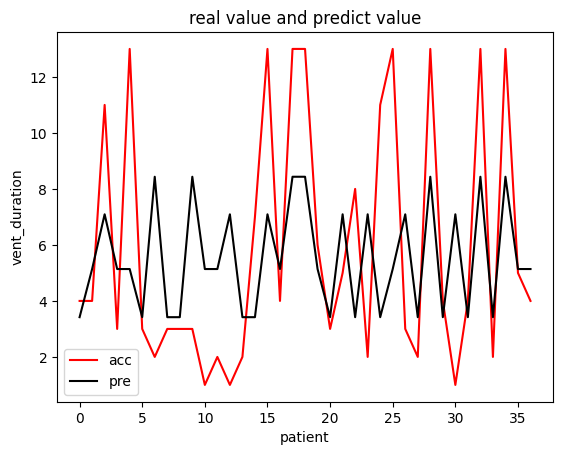 real value and predict value
vent_duration
12
10
8
6
4
2
acc
pre
0 5 10 15 20 25 30 35
patient